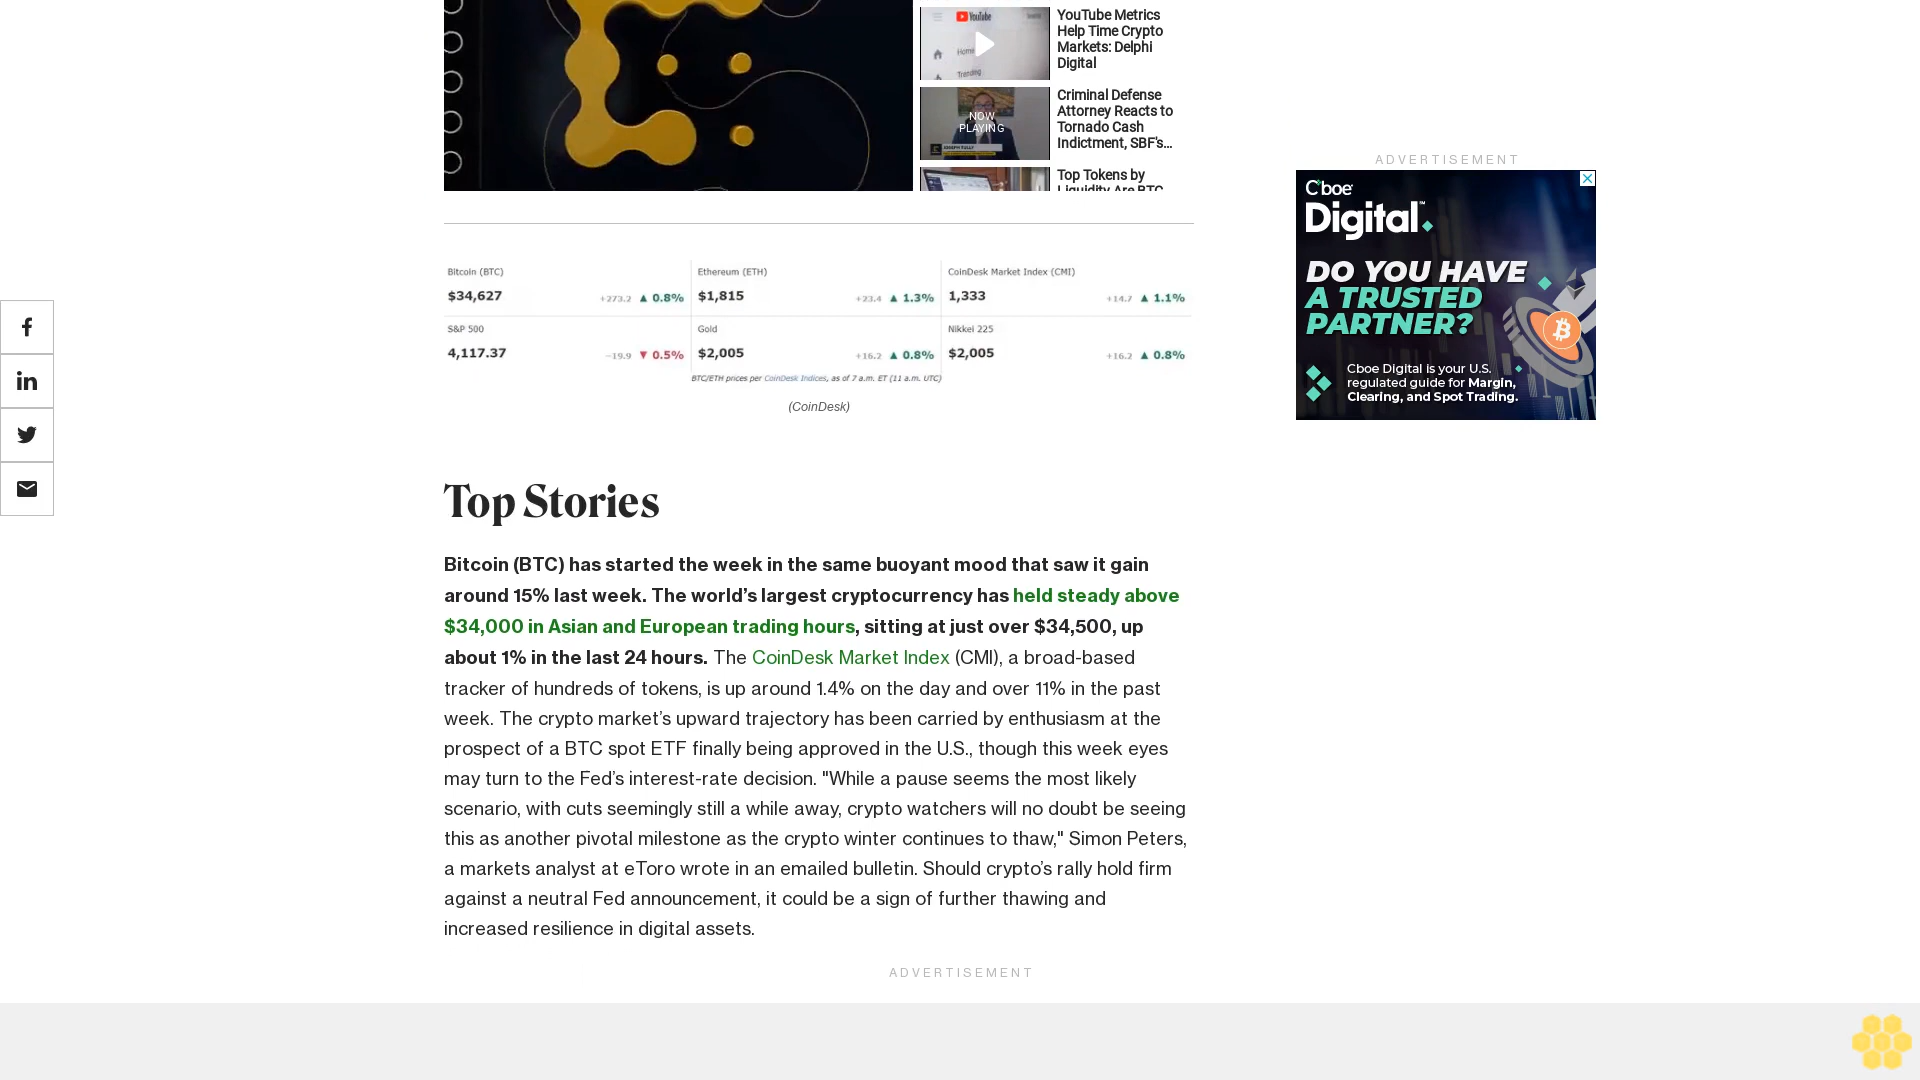 YouTube Metrics
Help Time Crypto
Markets: Delphi
Digital
YouTube
Home
Trending
Criminal Defense
Attorney Reacts to
Tornado Cash
Indictment, SBF's...
NOW
PLAYING
Top Tokens by
Liquidity Are BTC
ADVERTISEMENT
Cboe
Digital™
DO YOU HAVE
A TRUSTED
PARTNER?
Cboe Digital is your U.S.
regulated guide for Margin,
Clearing, and Spot Trading.
Bitcoin (BTC)
$34,627 +273.2 ▲ 0.8%
Ethereum (ETH)
$1,815 +23.4 ▲ 1.3%
CoinDesk Market Index (CMI)
1,333 +14.7 ▲ 1.1%
S&P 500
4,117.37 −19.9 ▼ 0.5%
Gold
$2,005 +16.2 ▲ 0.8%
Nikkei 225
$2,005 +16.2 ▲ 0.8%
BTC/ETH prices per CoinDesk Indices, as of 7 a.m. ET (11 a.m. UTC)
(CoinDesk)
Top Stories
Bitcoin (BTC) has started the week in the same buoyant mood that saw it gain
around 15% last week. The world’s largest cryptocurrency has held steady above
$34,000 in Asian and European trading hours, sitting at just over $34,500, up
about 1% in the last 24 hours. The CoinDesk Market Index (CMI), a broad-based
tracker of hundreds of tokens, is up around 1.4% on the day and over 11% in the past
week. The crypto market’s upward trajectory has been carried by enthusiasm at the
prospect of a BTC spot ETF finally being approved in the U.S., though this week eyes
may turn to the Fed’s interest-rate decision. "While a pause seems the most likely
scenario, with cuts seemingly still a while away, crypto watchers will no doubt be seeing
this as another pivotal milestone as the crypto winter continues to thaw," Simon Peters,
a markets analyst at eToro wrote in an emailed bulletin. Should crypto’s rally hold firm
against a neutral Fed announcement, it could be a sign of further thawing and
increased resilience in digital assets.
ADVERTISEMENT